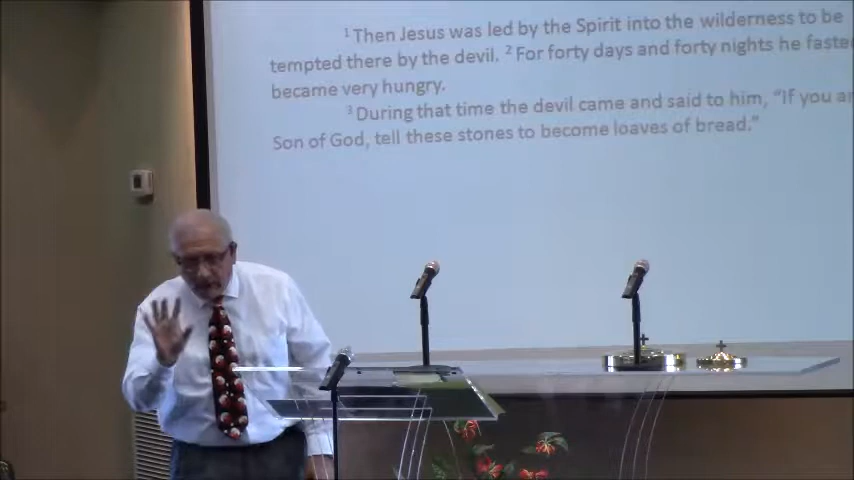 ¹ Then Jesus was led by the Spirit into the wilderness to be
tempted there by the devil. ² For forty days and forty nights he faste
became very hungry.
³ During that time the devil came and said to him, “If you ar
Son of God, tell these stones to become loaves of bread.”